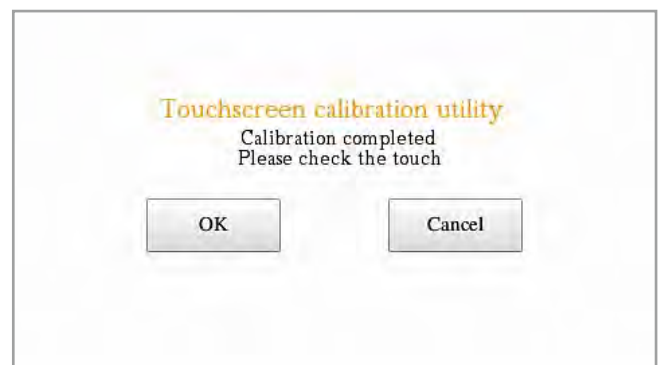 Touchscreen calibration utility
Calibration completed
Please check the touch
OK
Cancel